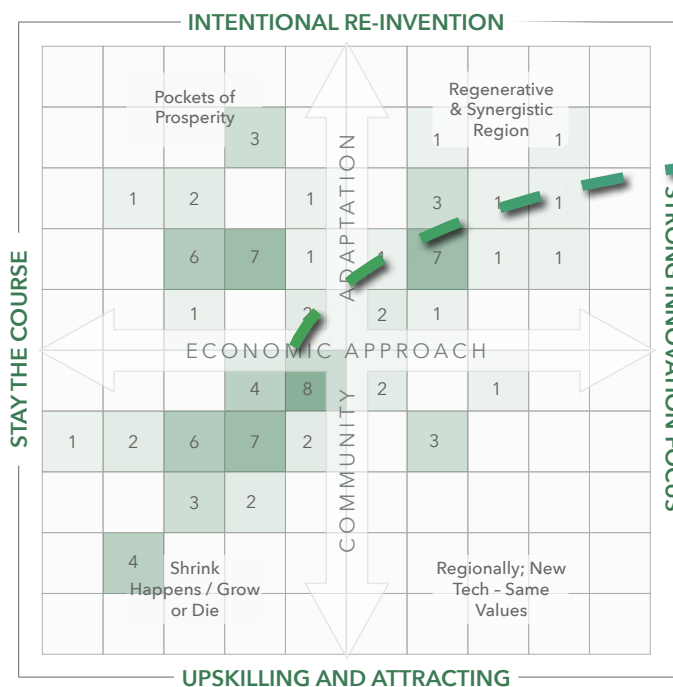 INTENTIONAL RE-INVENTION
Pockets of
Prosperity
Regenerative
& Synergistic
Region
3
1
1
1
2
1
3
1
1
6
7
1
1
7
1
1
1
2
2
1
ADAPTATION
ECONOMIC APPROACH
COMMUNITY
STAY THE COURSE
STRONG INNOVATION FOCUS
4
8
2
1
1
2
6
7
2
3
3
2
4
Shrink
Happens / Grow
or Die
Regionally; New
Tech – Same
Values
UPSKILLING AND ATTRACTING